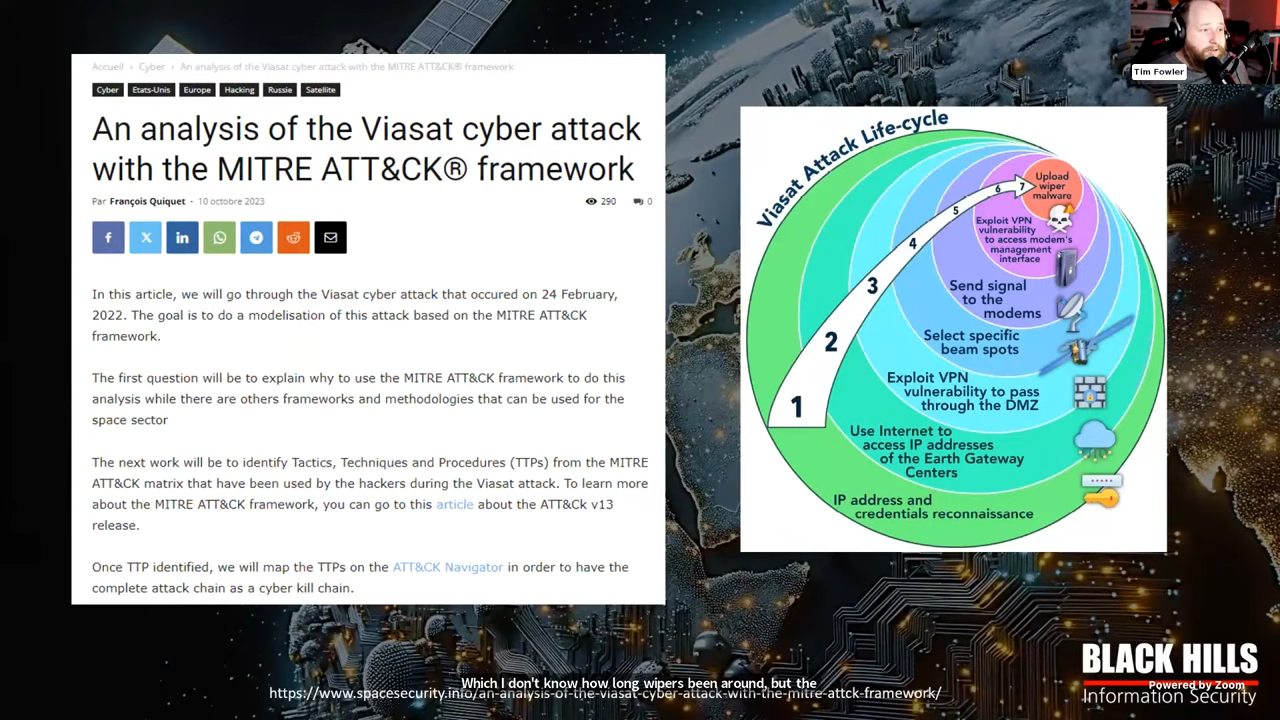 Tim Fowler
Accueil › Cyber › An analysis of the Viasat cyber attack with the MITRE ATT&CK® framework
Cyber Etats-Unis Europe Hacking Russie Satellite
An analysis of the Viasat cyber attack
with the MITRE ATT&CK® framework
Par François Quiquet - 10 octobre 2023 290 0
In this article, we will go through the Viasat cyber attack that occured on 24 February,
2022. The goal is to do a modelisation of this attack based on the MITRE ATT&CK
framework.
The first question will be to explain why to use the MITRE ATT&CK framework to do this
analysis while there are others frameworks and methodologies that can be used for the
space sector
The next work will be to identify Tactics, Techniques and Procedures (TTPs) from the MITRE
ATT&CK matrix that have been used by the hackers during the Viasat attack. To learn more
about the MITRE ATT&CK framework, you can go to this article about the ATT&Ck v13
release.
Once TTP identified, we will map the TTPs on the ATT&CK Navigator in order to have the
complete attack chain as a cyber kill chain.
Viasat Attack Life-cycle
7
Upload
wiper
malware
6
Exploit VPN
vulnerability
to access modem's
management
interface
5
Send signal
to the
modems
4
Select specific
beam spots
3
Exploit VPN
vulnerability to pass
through the DMZ
2
Use Internet to
access IP addresses
of the Earth Gateway
Centers
1
IP address and
credentials reconnaissance
BLACK HILLS
Information Security
Powered by Zoom
Which I don't know how long wipers been around, but the
https://www.spacesecurity.info/an-analysis-of-the-viasat-cyber-attack-with-the-mitre-attck-framework/